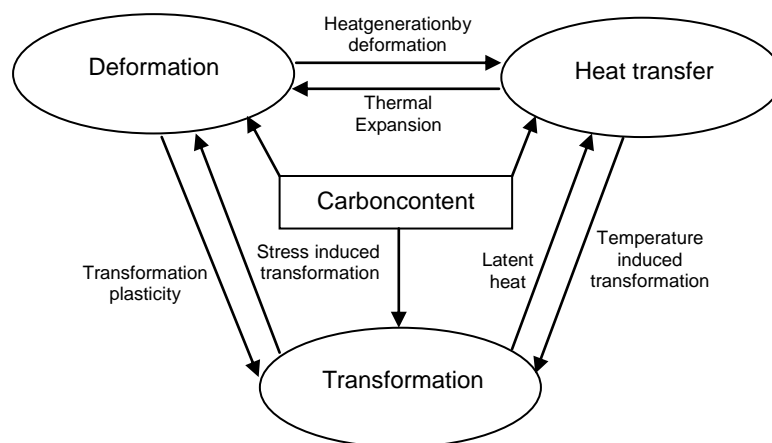 Heatgenerationby
deformation
Deformation
Heat transfer
Thermal
Expansion
Carboncontent
Transformation
plasticity
Stress induced
transformation
Latent
heat
Temperature
induced
transformation
Transformation